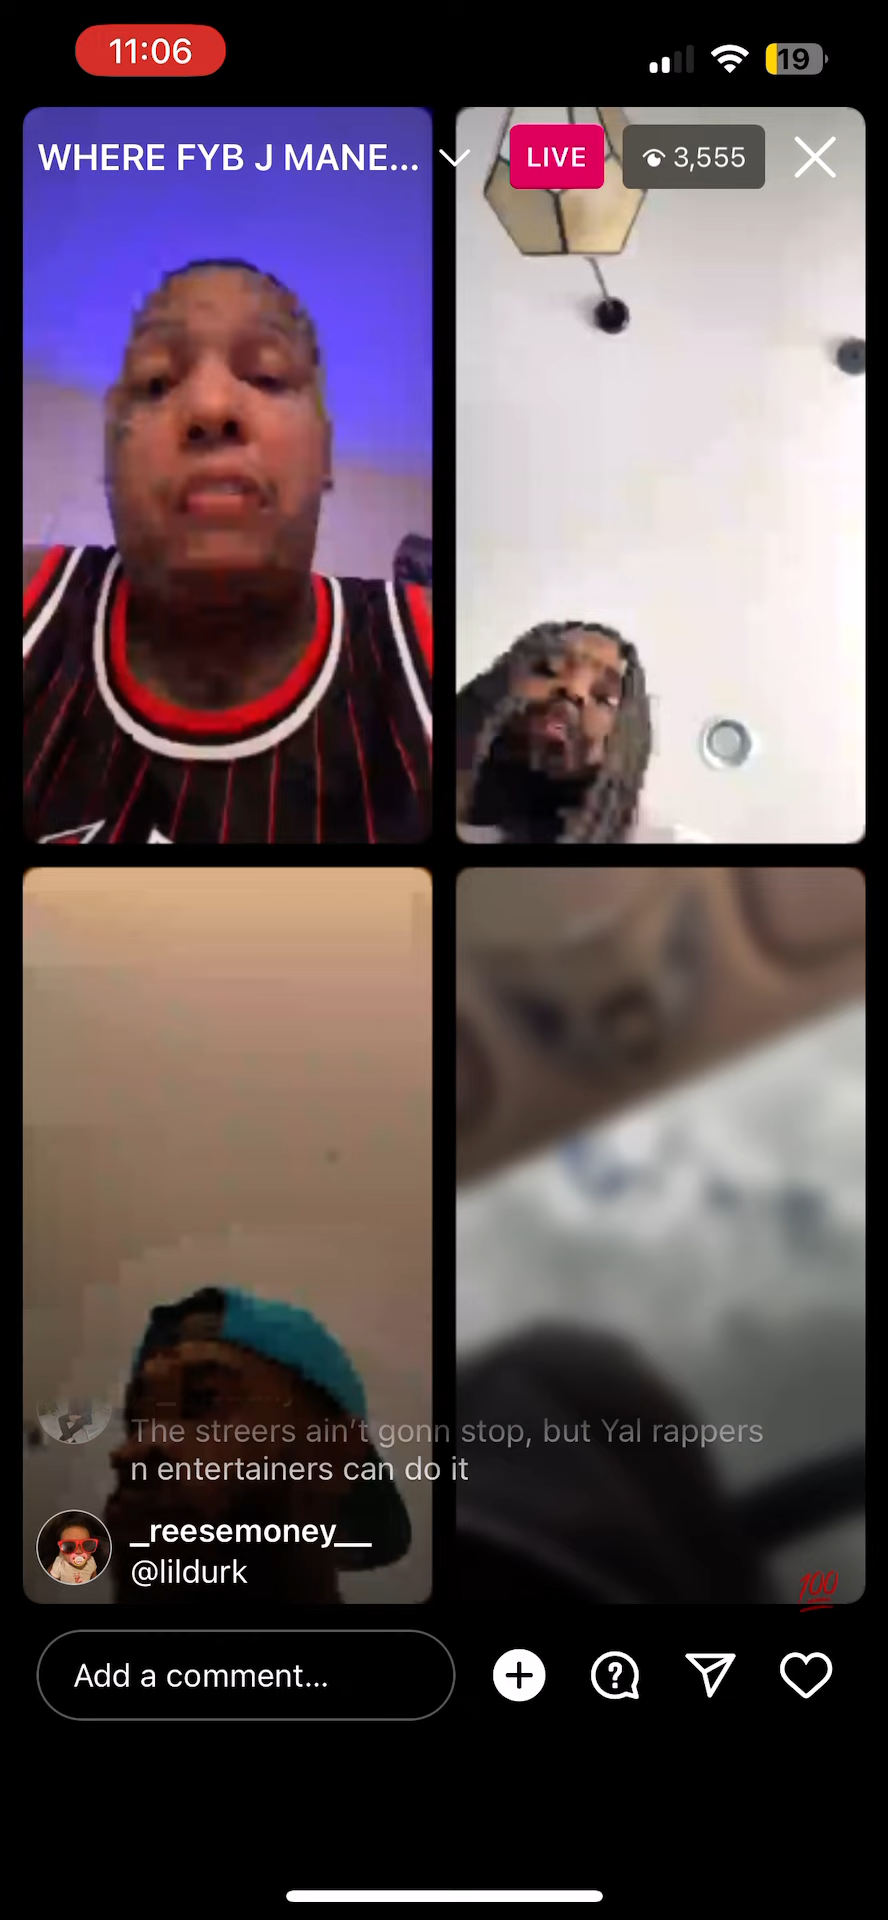 11:06
19
WHERE FYB J MANE...
LIVE
3,555
The streers ain't gonn stop, but Yal rappers
n entertainers can do it
_reesemoney__
@lildurk
100
Add a comment...